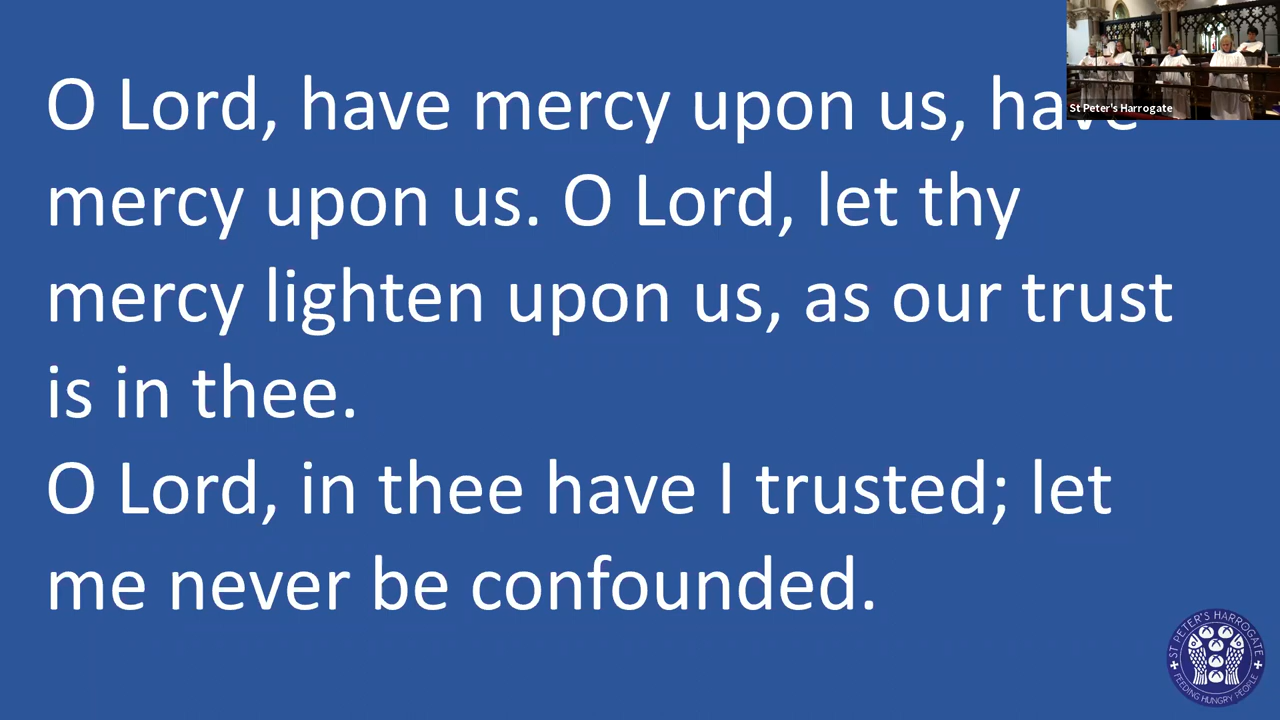 O Lord, have mercy upon us, have
mercy upon us. O Lord, let thy
mercy lighten upon us, as our trust
is in thee.
O Lord, in thee have I trusted; let
me never be confounded.
St Peter's Harrogate
ST PETER'S HARROGATE
FEEDING HUNGRY PEOPLE